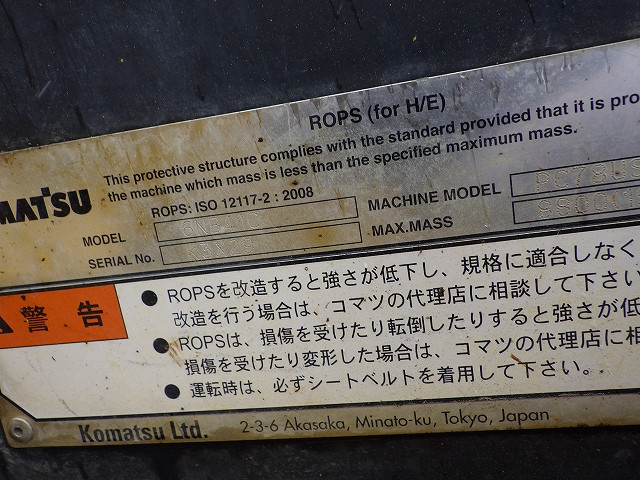 ROPS (for H/E)
This protective structure complies with the standard provided that it is pro
the machine which mass is less than the specified maximum mass.
MATSU
ROPS: ISO 12117-2 : 2008
MODEL
MACHINE MODEL PC78US
SERIAL No.
MAX.MASS
警告
● ROPSを改造すると強さが低下し、規格に適合しなく
改造を行う場合は、コマツの代理店に相談して下さい
● ROPSは、損傷を受けたり転倒したりすると強さが低
損傷を受けたり変形した場合は、コマツの代理店に相
● 運転時は、必ずシートベルトを着用して下さい。
Komatsu Ltd. 2-3-6 Akasaka, Minato-ku, Tokyo, Japan